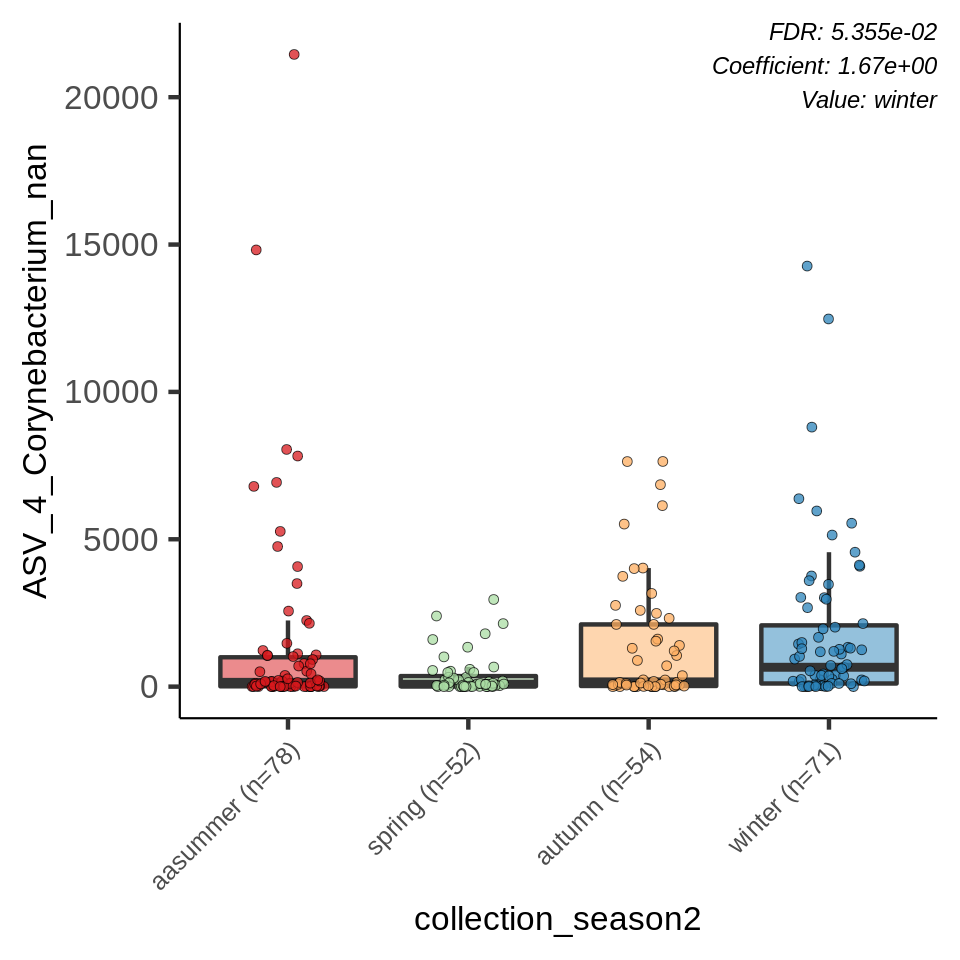 FDR: 5.355e-02
Coefficient: 1.67e+00
Value: winter
ASV_4_Corynebacterium_nan
20000
15000
10000
5000
0
aasummer (n=78)
spring (n=52)
autumn (n=54)
winter (n=71)
collection_season2